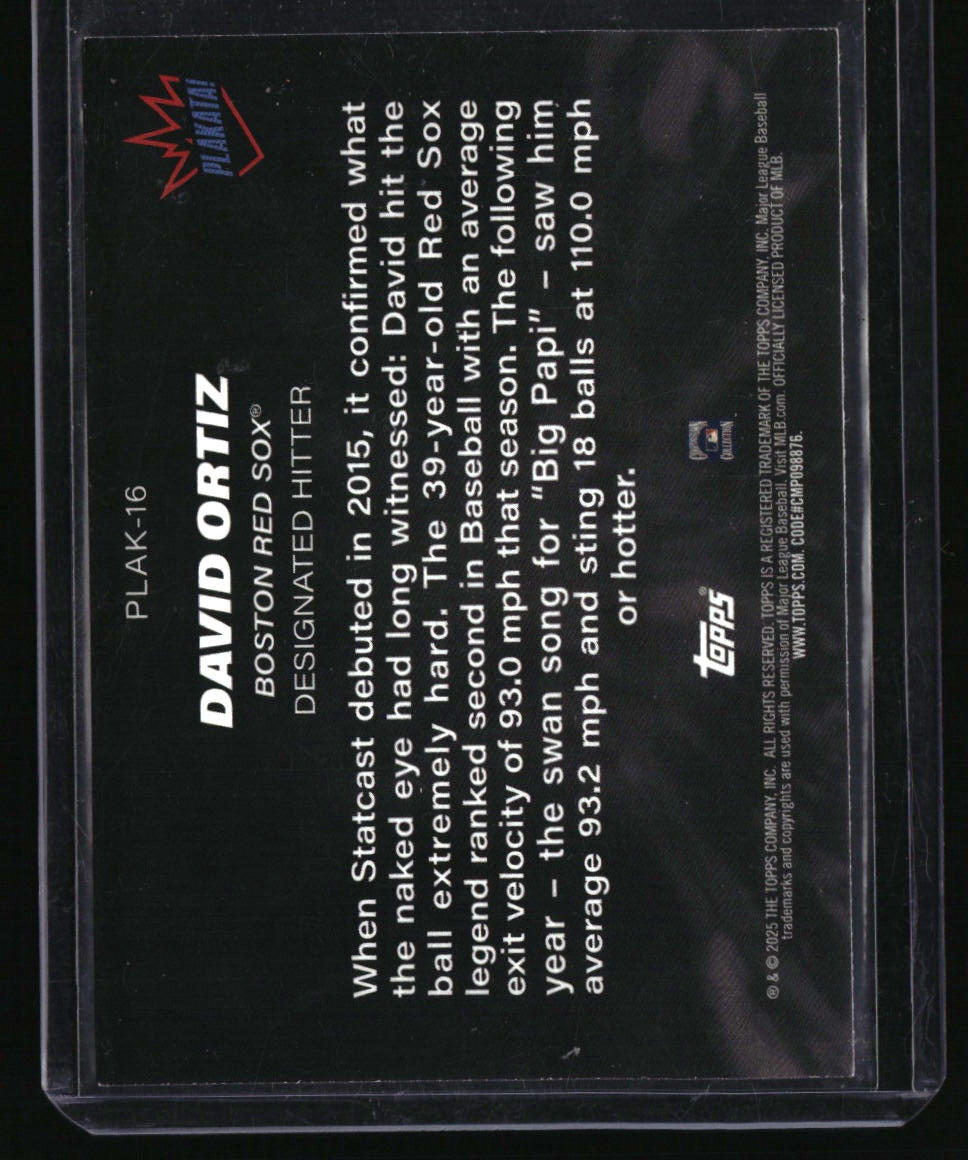 PLAK-16
PLAKATA
DAVID ORTIZ
BOSTON RED SOX®
DESIGNATED HITTER
When Statcast debuted in 2015, it confirmed what
the naked eye had long witnessed: David hit the
ball extremely hard. The 39-year-old Red Sox
legend ranked second in Baseball with an average
exit velocity of 93.0 mph that season. The following
year – the swan song for "Big Papi" – saw him
average 93.2 mph and sting 18 balls at 110.0 mph
or hotter.
topps®
COOPERSTOWN
COLLECTION
® & © 2025 THE TOPPS COMPANY, INC. ALL RIGHTS RESERVED. TOPPS IS A REGISTERED TRADEMARK OF THE TOPPS COMPANY, INC. Major League Baseball
trademarks and copyrights are used with permission of Major League Baseball. Visit MLB.com. OFFICIALLY LICENSED PRODUCT OF MLB.
WWW.TOPPS.COM. CODE#CMP098876.